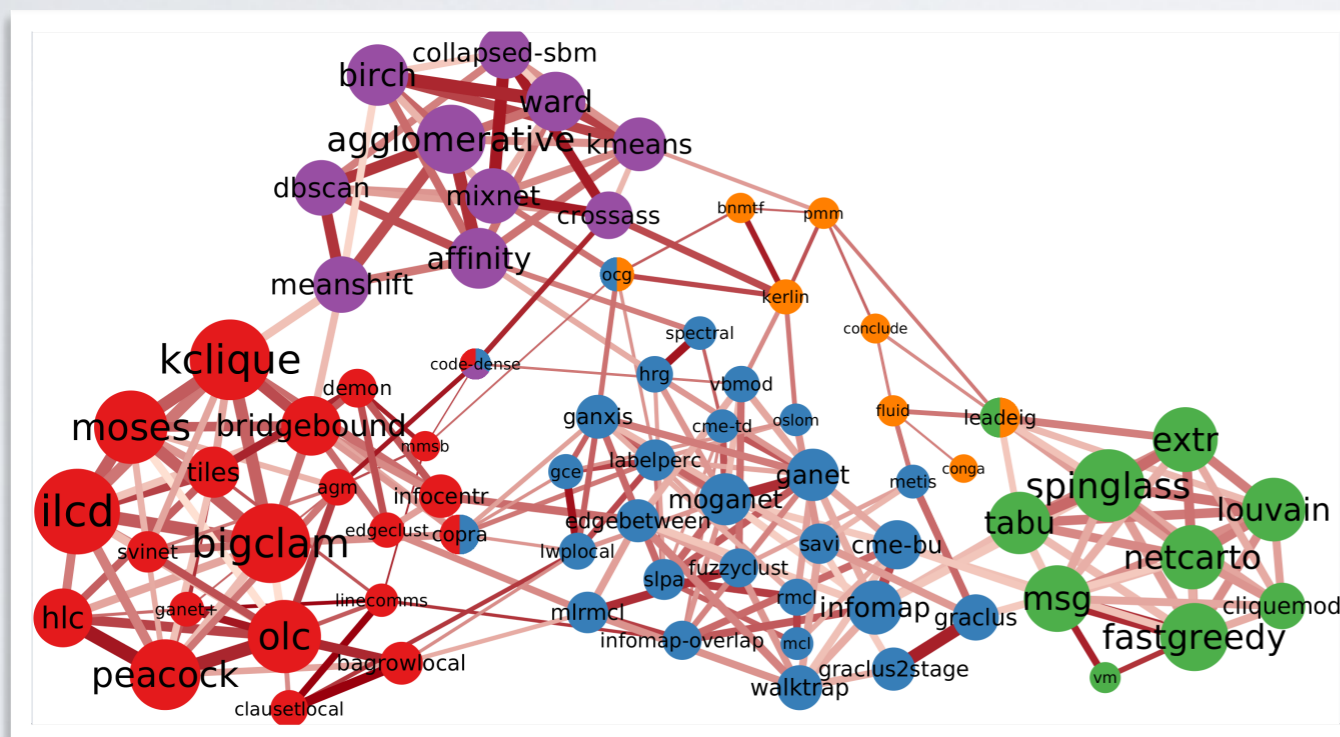 collapsed-sbm
birch
ward
agglomerative
kmeans
dbscan
mixnet
crossass
bnmtf
pmm
affinity
meanshift
ocg
kerlin
spectral
conclude
kclique
code-dense
hrg
vbmod
demon
ganxis
fluid
leadeig
moses
bridgebound
cme-td
oslom
extr
mmsb
tiles
gce
labelperc
ganet
conga
agm
infocentr
metis
spinglass
moganet
louvain
ilcd
edgebetween
tabu
edgeclust
copra
bigclam
svinet
lwplocal
savi
cme-bu
netcarto
slpa
fuzzyclust
linecomms
rmcl
msg
hlc
ganet+
mlrmcl
infomap
graclus
cliquemod
olc
infomap-overlap
mcl
fastgreedy
peacock
bagrowlocal
graclus2stage
vm
walktrap
clausetlocal